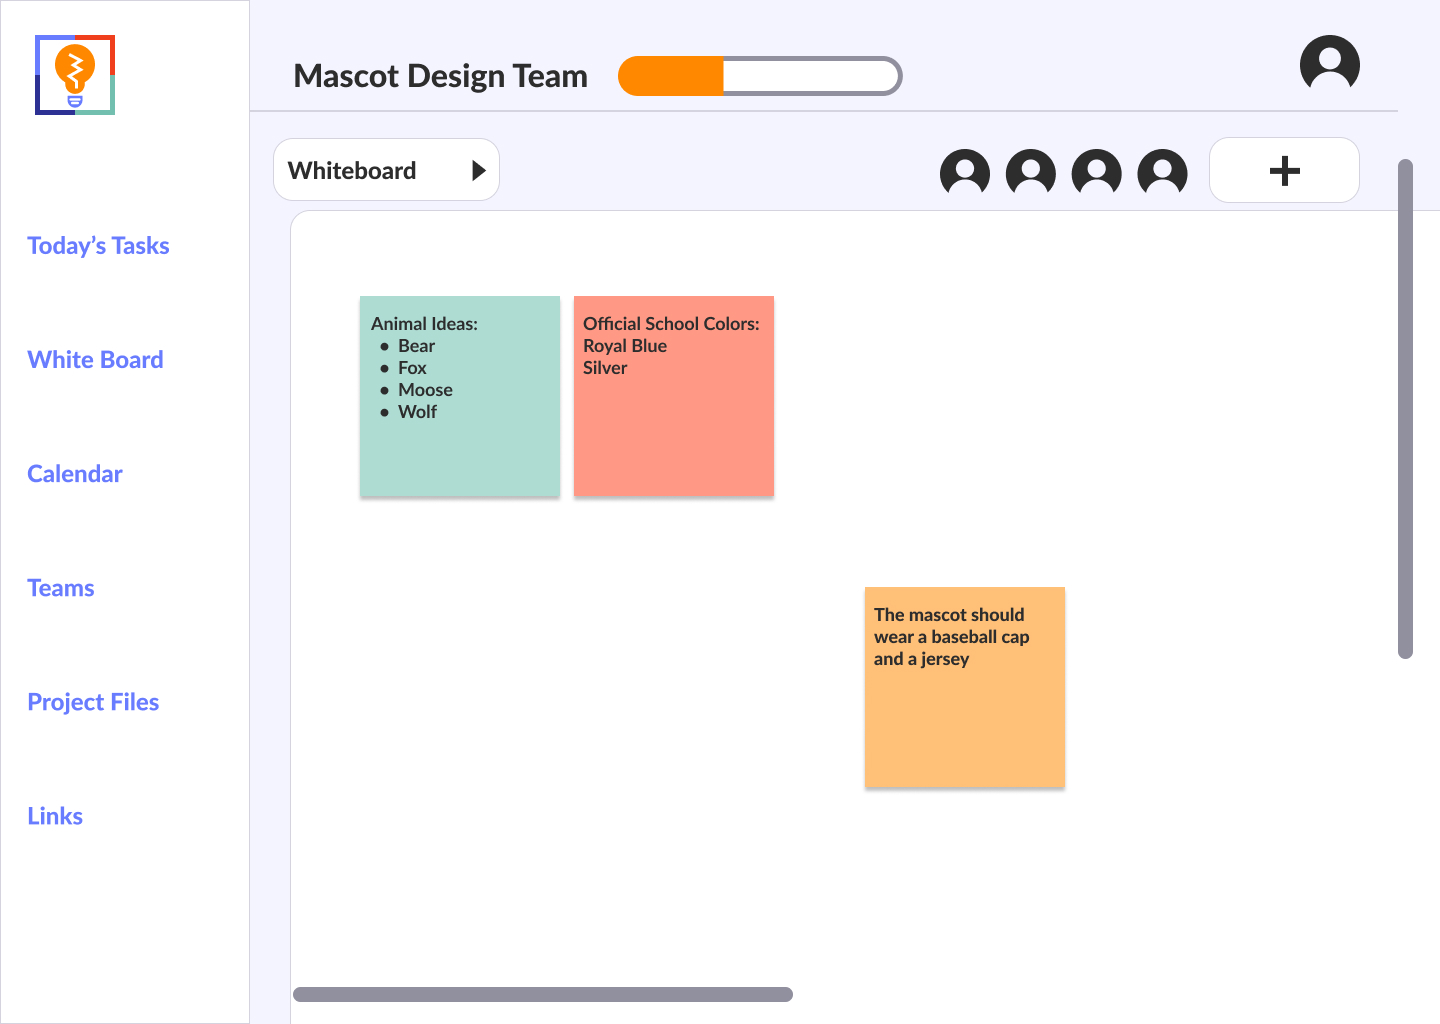 Mascot Design Team
Whiteboard
Today’s Tasks
White Board
Calendar
Teams
Project Files
Links
Animal Ideas:
● Bear
● Fox
● Moose
● Wolf
Official School Colors:
Royal Blue
Silver
The mascot should
wear a baseball cap
and a jersey